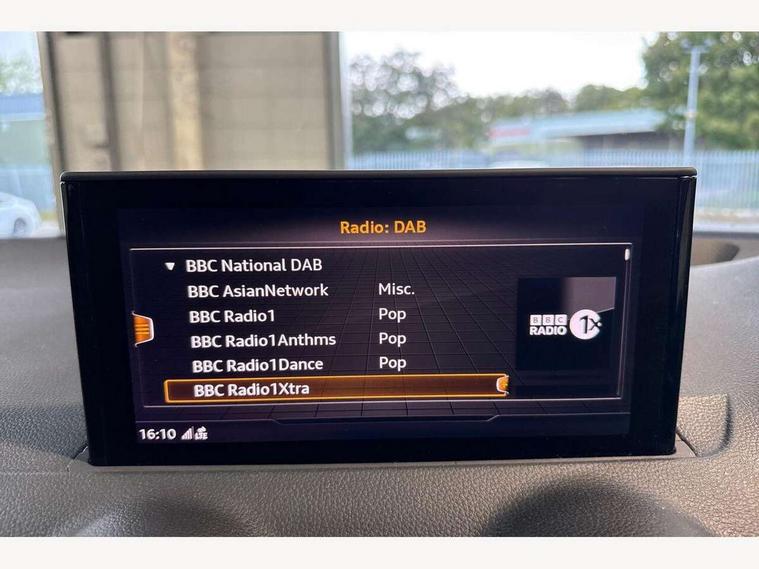 Radio: DAB
BBC National DAB
BBC AsianNetwork Misc.
BBC Radio1 Pop
BBC Radio1Anthms Pop
BBC Radio1Dance Pop
BBC Radio1Xtra
BBC
RADIO 1X
16:10 LTE